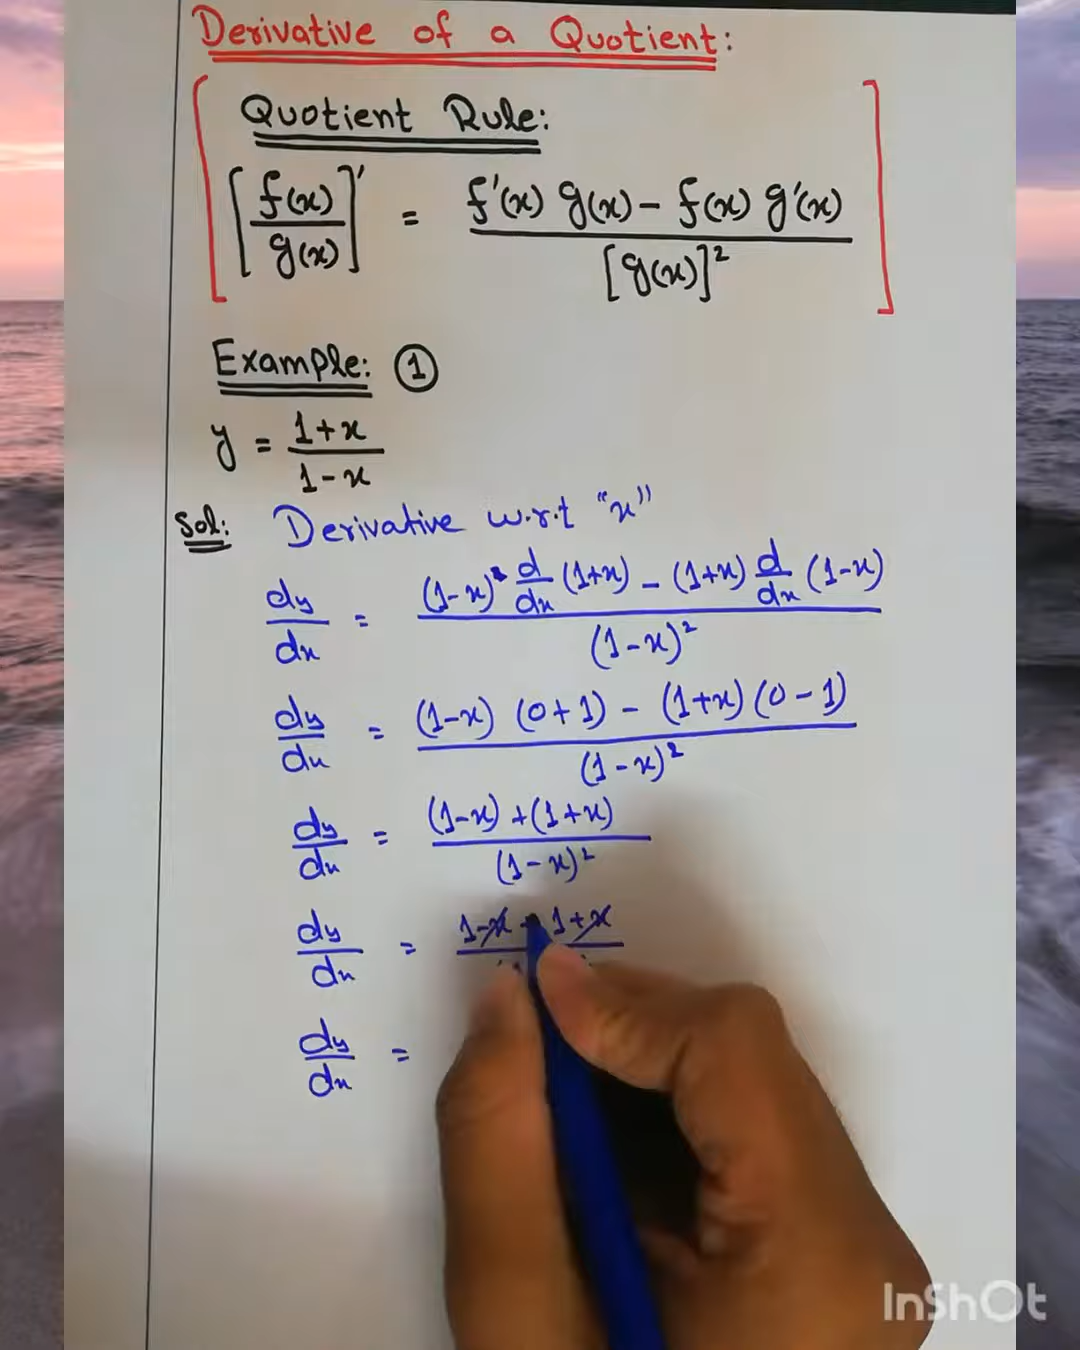 Derivative of a Quotient:
Quotient Rule:
[f(x)/g(x)]' = f'(x) g(x) - f(x) g'(x) / [g(x)]²
Example: ①
y = 1+x / 1-x
Sol: Derivative w.r.t "x"
dy/dx = (1-x) d/dx (1+x) - (1+x) d/dx (1-x) / (1-x)²
dy/dx = (1-x) (0+1) - (1+x) (0-1) / (1-x)²
dy/dx = (1-x) + (1+x) / (1-x)²
dy/dx = 1-x + 1+x
dy/dx =
InShOt